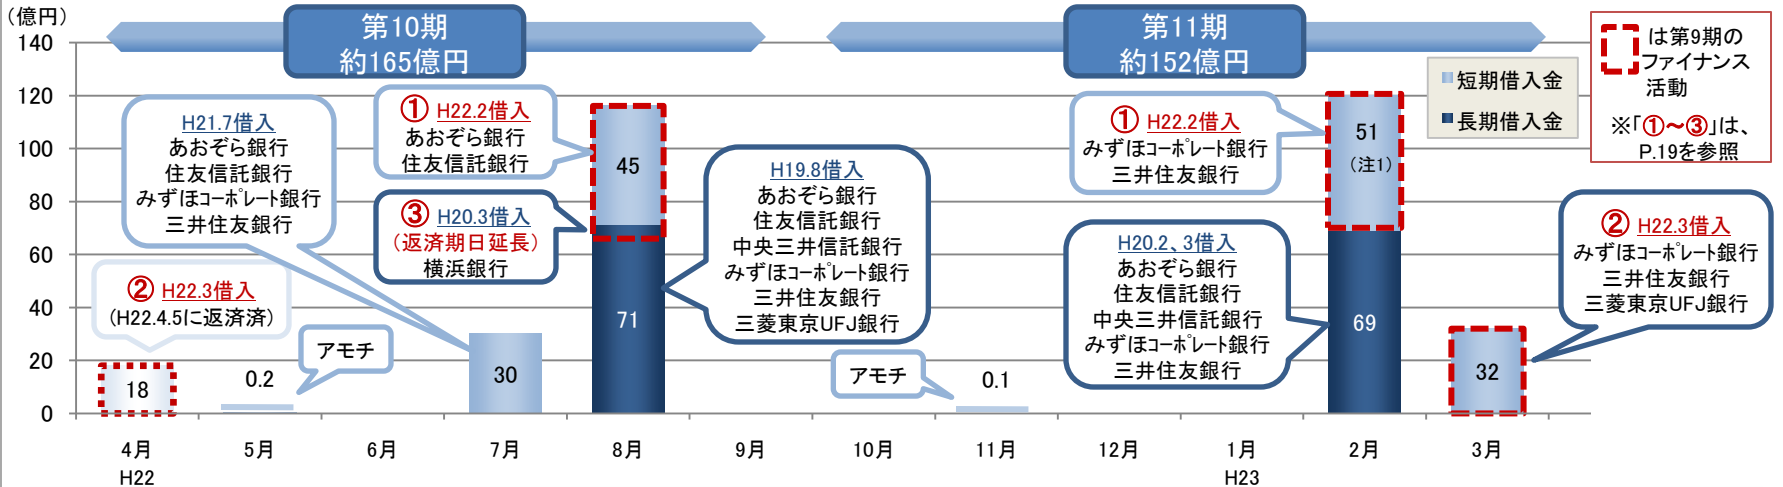 (億円)
第10期
約165億円
第11期
約152億円
は第9期の
ファイナンス
活動
※「①～③」は、
P.19を参照
短期借入金
長期借入金
140
120
100
80
60
40
20
0
H21.7借入
あおぞら銀行
住友信託銀行
みずほコーポレート銀行
三井住友銀行
② H22.3借入
(H22.4.5に返済済)
アモチ
① H22.2借入
あおぞら銀行
住友信託銀行
③ H20.3借入
(返済期日延長)
横浜銀行
H19.8借入
あおぞら銀行
住友信託銀行
中央三井信託銀行
みずほコーポレート銀行
三井住友銀行
三菱東京UFJ銀行
アモチ
① H22.2借入
みずほコーポレート銀行
三井住友銀行
H20.2、3借入
あおぞら銀行
住友信託銀行
中央三井信託銀行
みずほコーポレート銀行
三井住友銀行
② H22.3借入
みずほコーポレート銀行
三井住友銀行
三菱東京UFJ銀行
18
0.2
30
45
71
0.1
51
(注1)
69
32
4月
5月
6月
7月
8月
9月
10月
11月
12月
1月
2月
3月
H22
H23